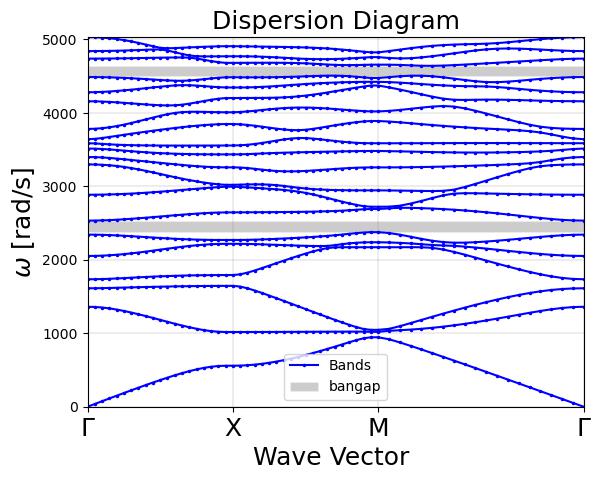 Dispersion Diagram
ω [rad/s]
5000
4000
3000
2000
1000
0
Bands
bangap
Γ X M Γ
Wave Vector